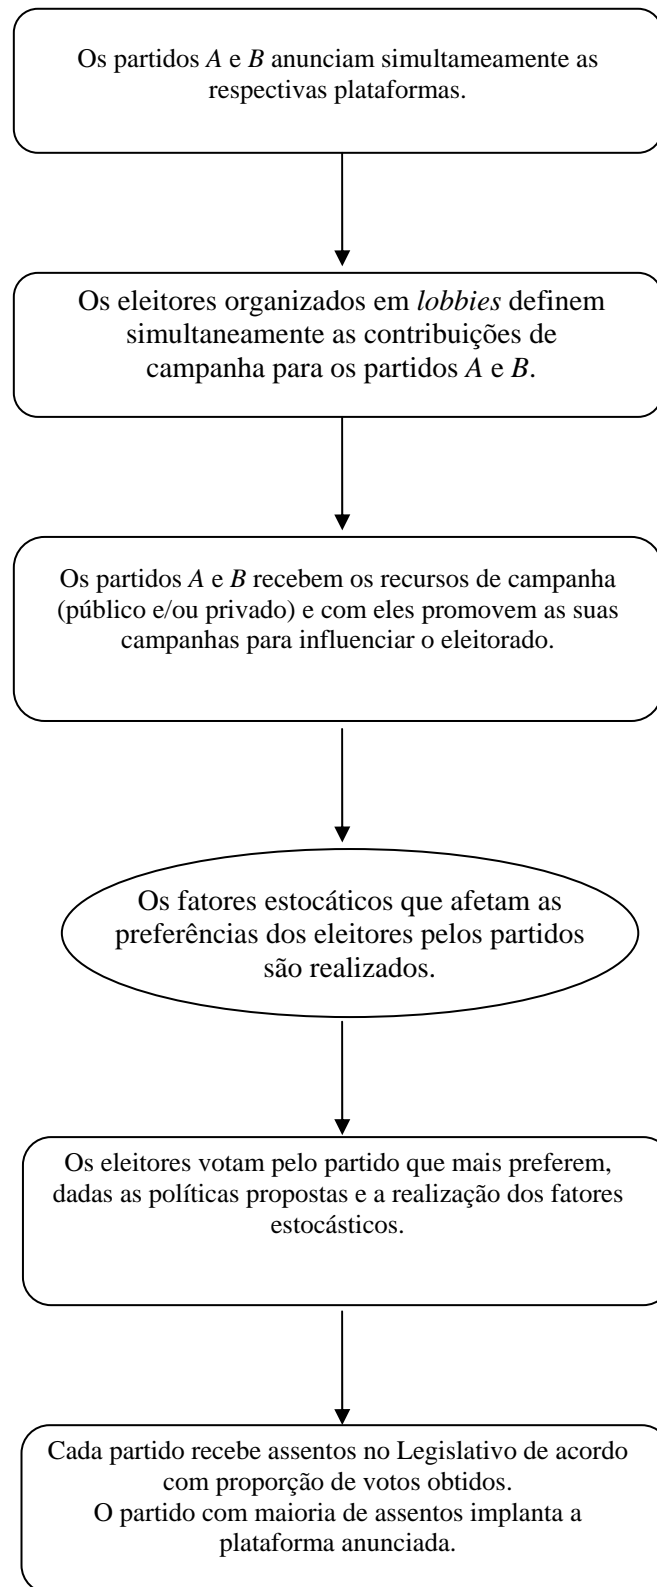 Os partidos A e B anunciam simultameamente as
respectivas plataformas.
Os eleitores organizados em lobbies definem
simultaneamente as contribuições de
campanha para os partidos A e B.
Os partidos A e B recebem os recursos de campanha
(público e/ou privado) e com eles promovem as suas
campanhas para influenciar o eleitorado.
Os fatores estocáticos que afetam as
preferências dos eleitores pelos partidos
são realizados.
Os eleitores votam pelo partido que mais preferem,
dadas as políticas propostas e a realização dos fatores
estocásticos.
Cada partido recebe assentos no Legislativo de acordo
com proporção de votos obtidos.
O partido com maioria de assentos implanta a
plataforma anunciada.